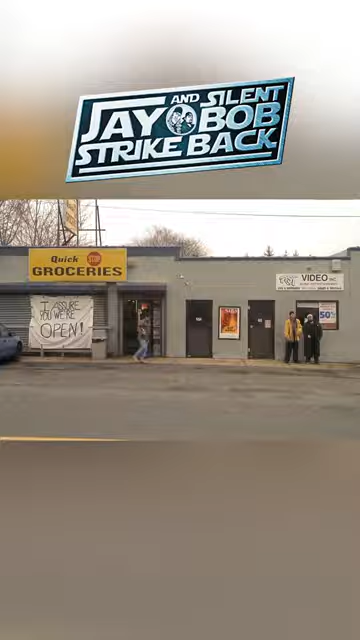 JAY AND SILENT BOB
STRIKE BACK
Quick STOP
GROCERIES
I ASSURE
YOU WE'RE
OPEN!
VIDEO
50%